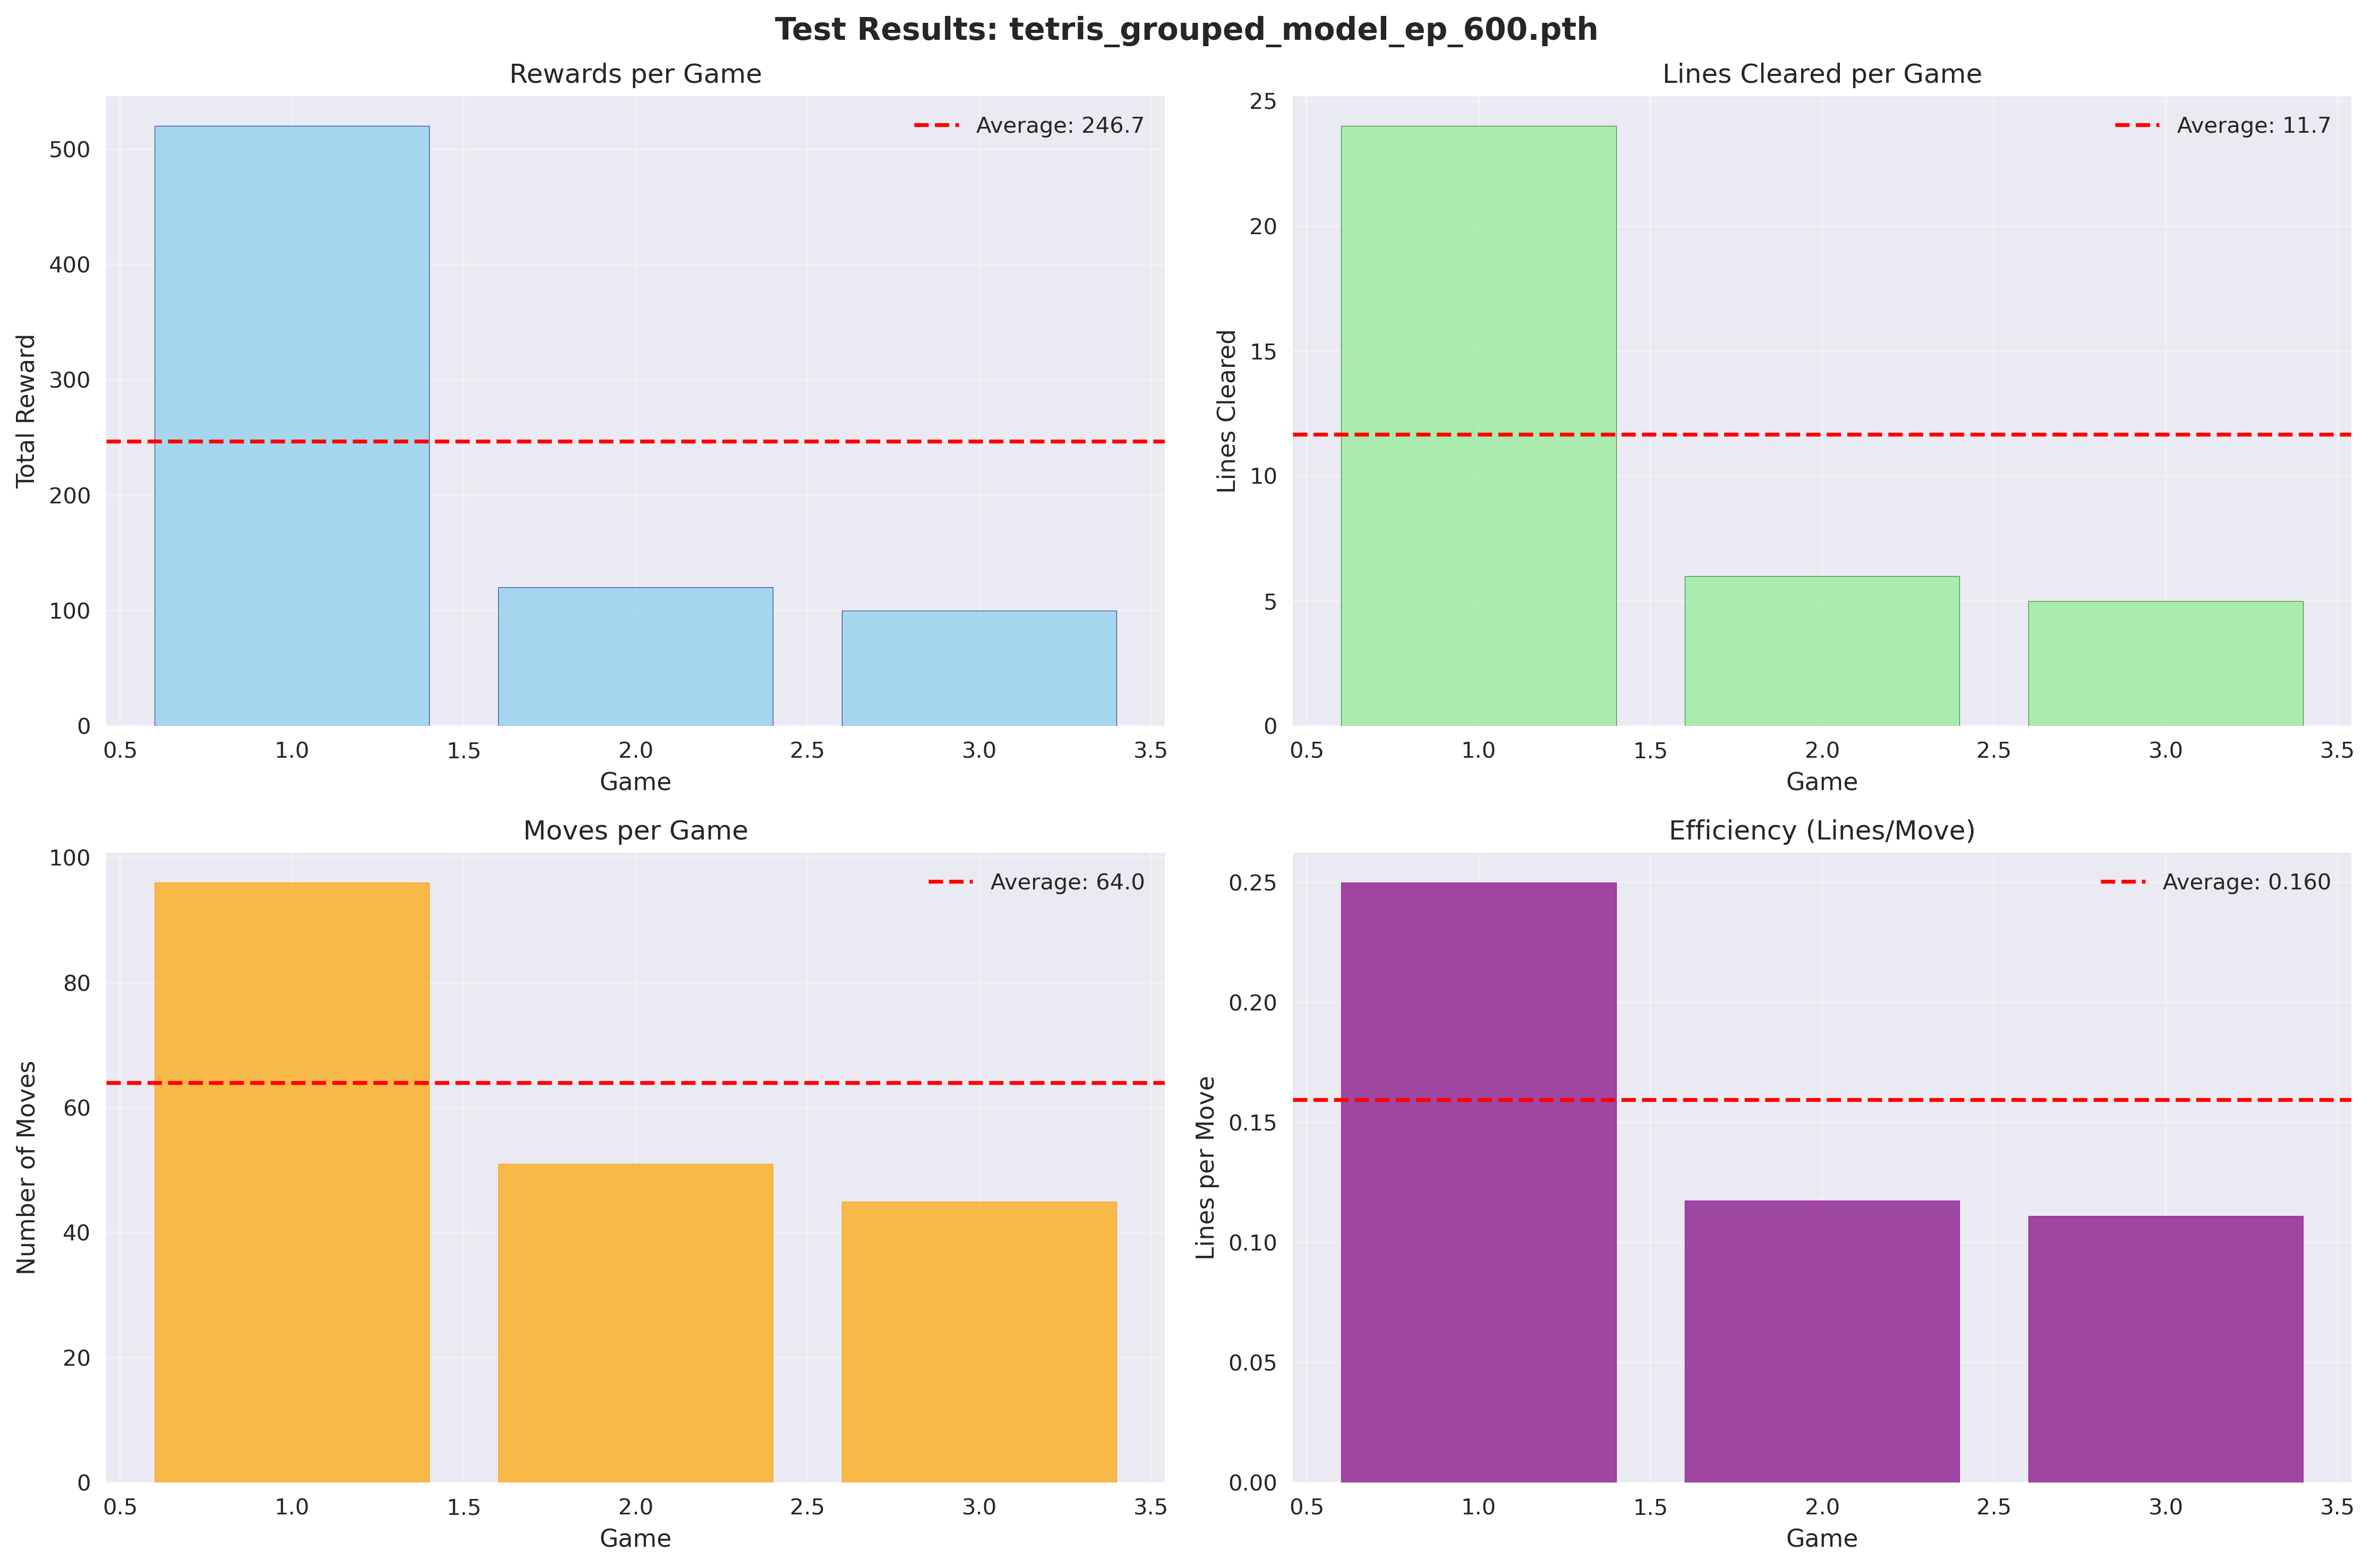 Test Results: tetris_grouped_model_ep_600.pth
Rewards per Game
Average: 246.7
Total Reward
500
400
300
200
100
0
0.5 1.0 1.5 2.0 2.5 3.0 3.5
Game
Lines Cleared per Game
Average: 11.7
Lines Cleared
25
20
15
10
5
0
0.5 1.0 1.5 2.0 2.5 3.0 3.5
Game
Moves per Game
Average: 64.0
Number of Moves
100
80
60
40
20
0
0.5 1.0 1.5 2.0 2.5 3.0 3.5
Game
Efficiency (Lines/Move)
Average: 0.160
Lines per Move
0.25
0.20
0.15
0.10
0.05
0.00
0.5 1.0 1.5 2.0 2.5 3.0 3.5
Game